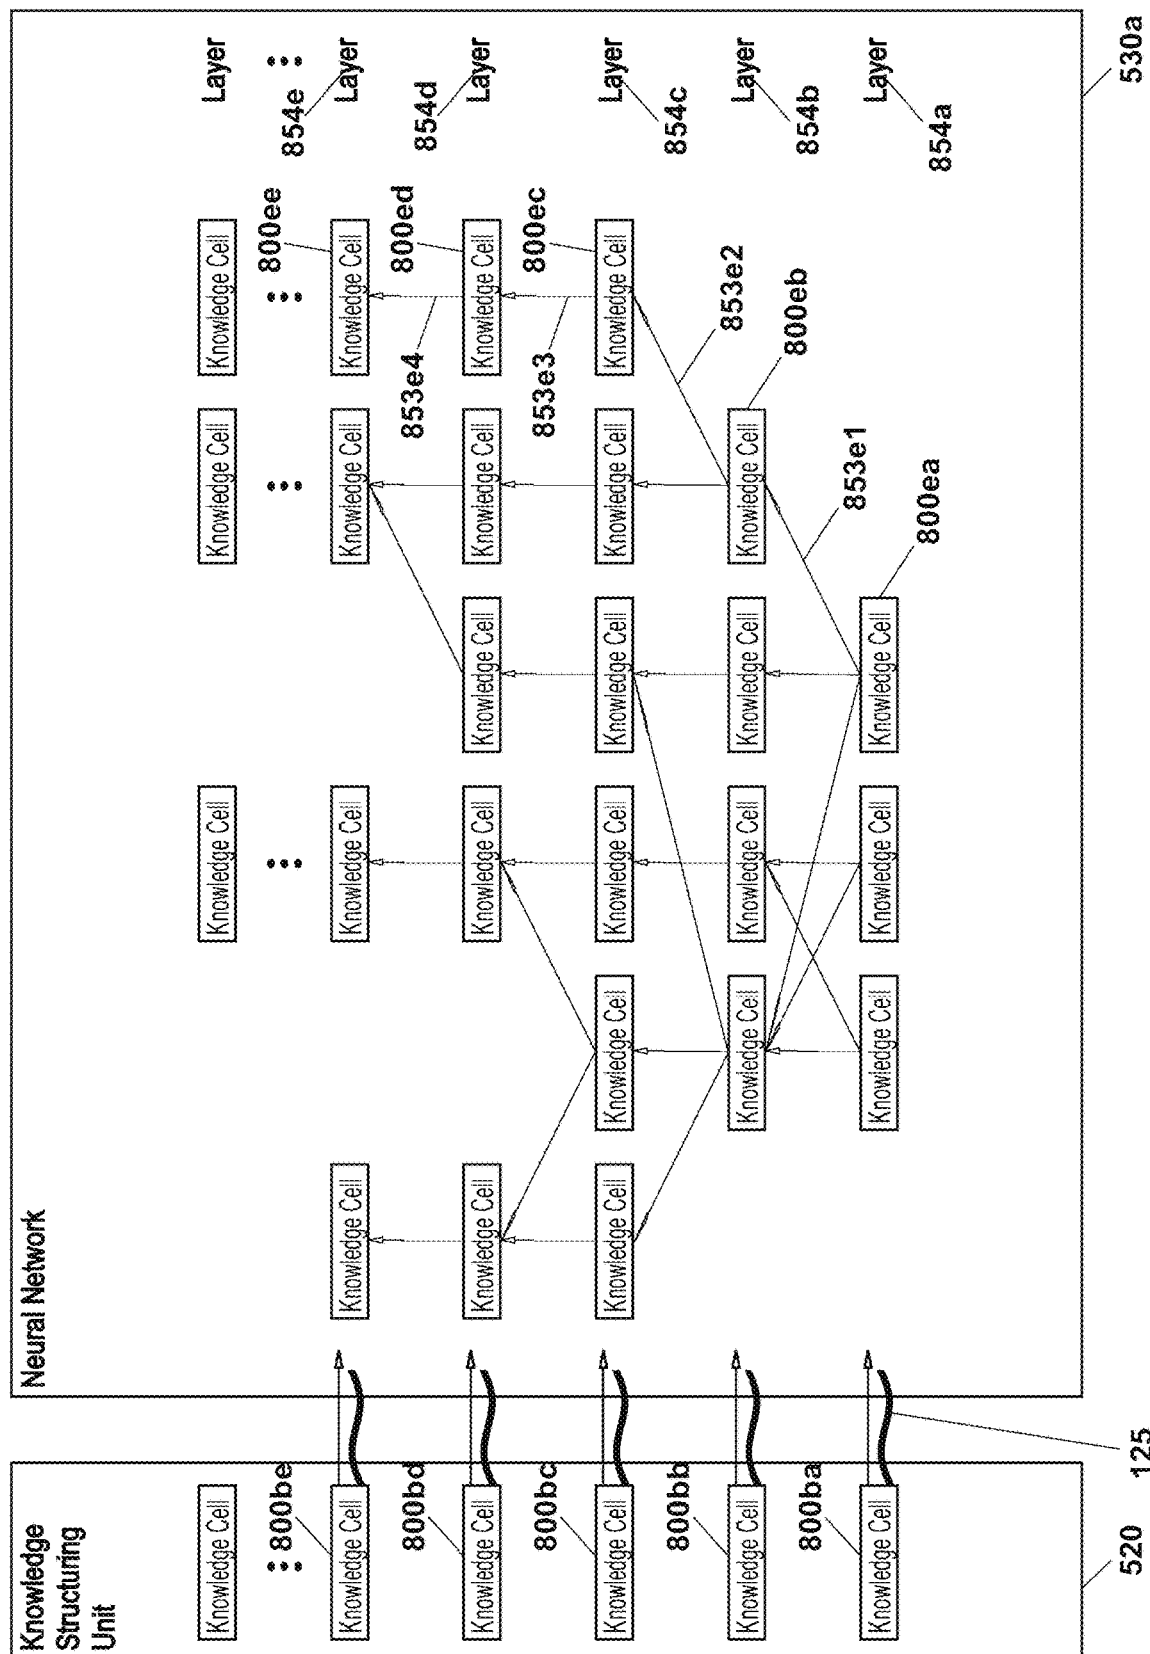 Knowledge
Structuring
Unit
Neural Network
Knowledge Cell
Knowledge Cell
Knowledge Cell
Knowledge Cell
Layer
800be
800ee
854e
Knowledge Cell
Knowledge Cell
Knowledge Cell
Knowledge Cell
Knowledge Cell
Layer
800bd
853e4
800ed
854d
Knowledge Cell
Knowledge Cell
Knowledge Cell
Knowledge Cell
Knowledge Cell
Knowledge Cell
Layer
800bc
853e3
800ec
Knowledge Cell
Knowledge Cell
Knowledge Cell
Knowledge Cell
Knowledge Cell
Knowledge Cell
Knowledge Cell
Layer
800bb
853e2
854c
Knowledge Cell
Knowledge Cell
Knowledge Cell
Knowledge Cell
Knowledge Cell
Layer
800ba
800eb
854b
853e1
Knowledge Cell
Knowledge Cell
Knowledge Cell
Knowledge Cell
Layer
800ea
854a
520
125
530a